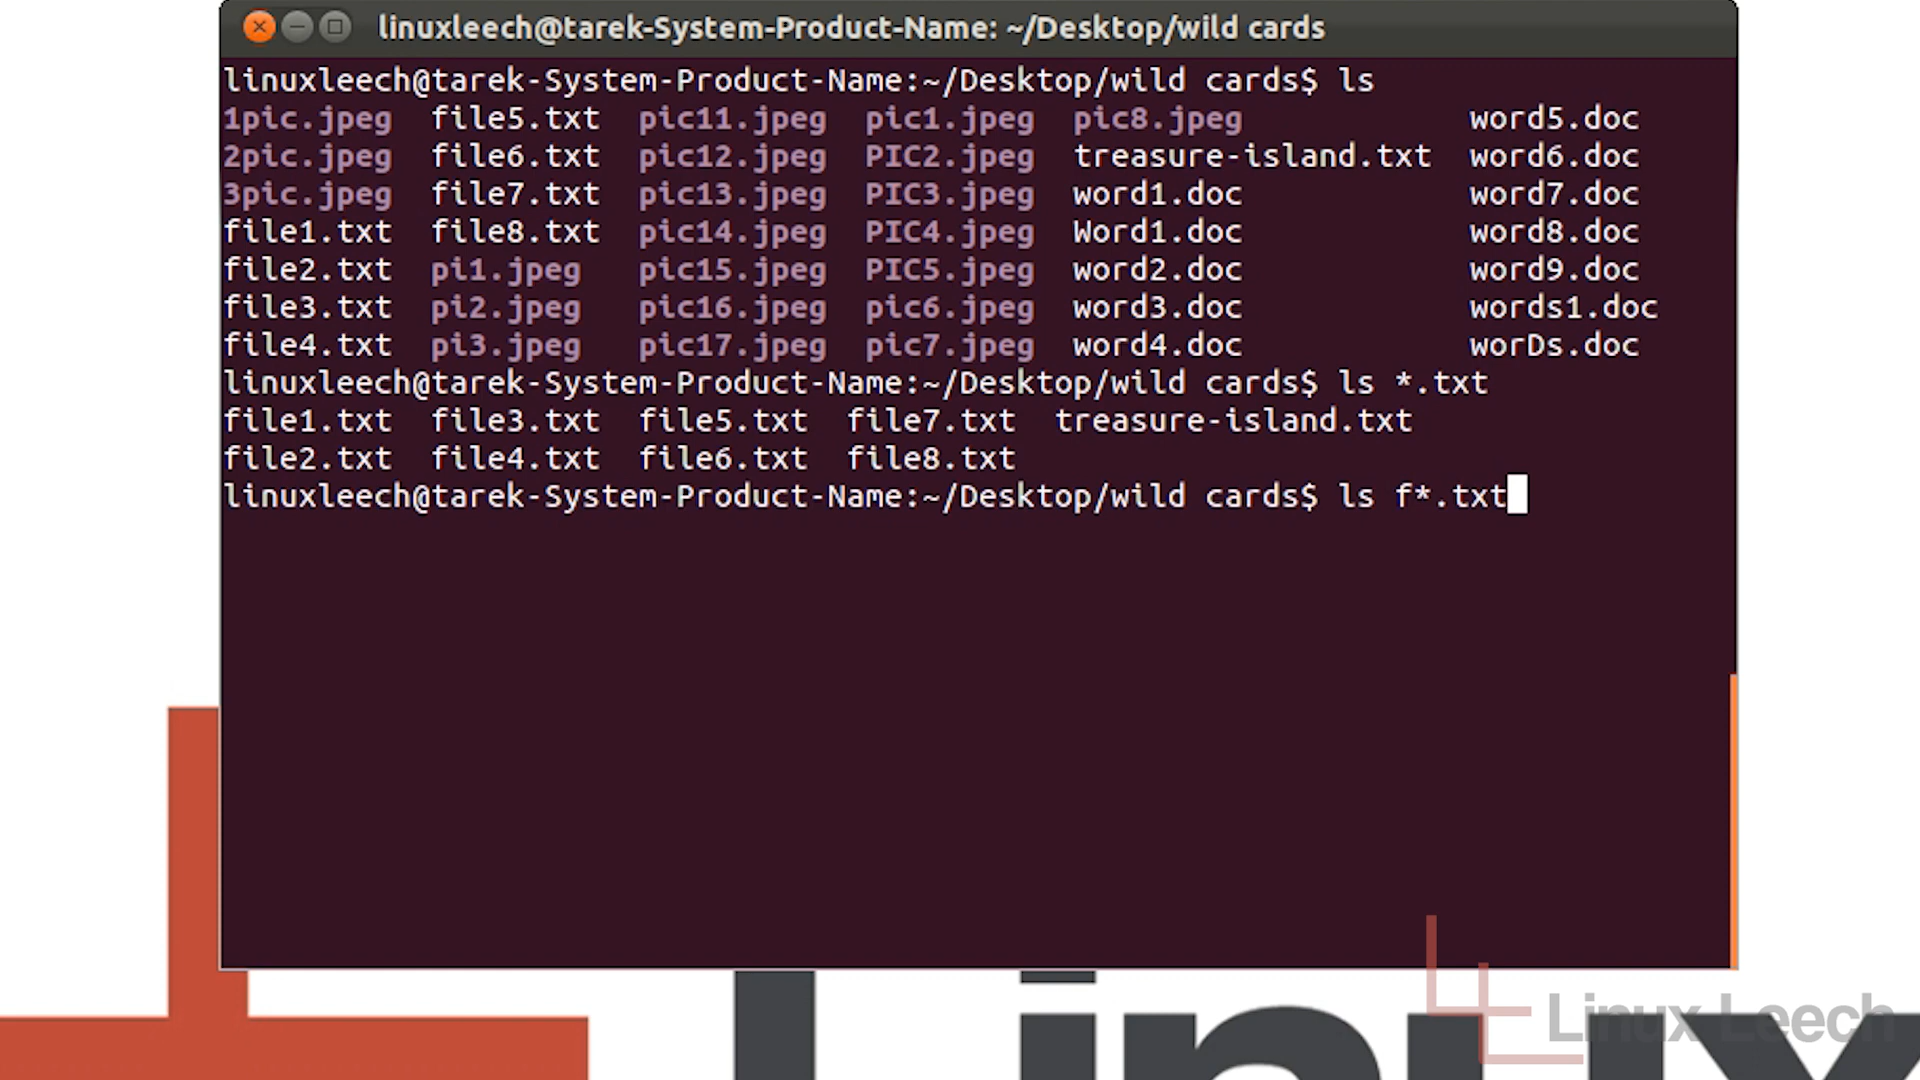 linuxleech@tarek-System-Product-Name: ~/Desktop/wild cards
linuxleech@tarek-System-Product-Name:~/Desktop/wild cards$ ls
1pic.jpeg file5.txt pic11.jpeg pic1.jpeg pic8.jpeg word5.doc
2pic.jpeg file6.txt pic12.jpeg PIC2.jpeg treasure-island.txt word6.doc
3pic.jpeg file7.txt pic13.jpeg PIC3.jpeg word1.doc word7.doc
file1.txt file8.txt pic14.jpeg PIC4.jpeg Word1.doc word8.doc
file2.txt pi1.jpeg pic15.jpeg PIC5.jpeg word2.doc word9.doc
file3.txt pi2.jpeg pic16.jpeg pic6.jpeg word3.doc words1.doc
file4.txt pi3.jpeg pic17.jpeg pic7.jpeg word4.doc worDs.doc
linuxleech@tarek-System-Product-Name:~/Desktop/wild cards$ ls *.txt
file1.txt file3.txt file5.txt file7.txt treasure-island.txt
file2.txt file4.txt file6.txt file8.txt
linuxleech@tarek-System-Product-Name:~/Desktop/wild cards$ ls f*.txt
Linux Leech
Linux